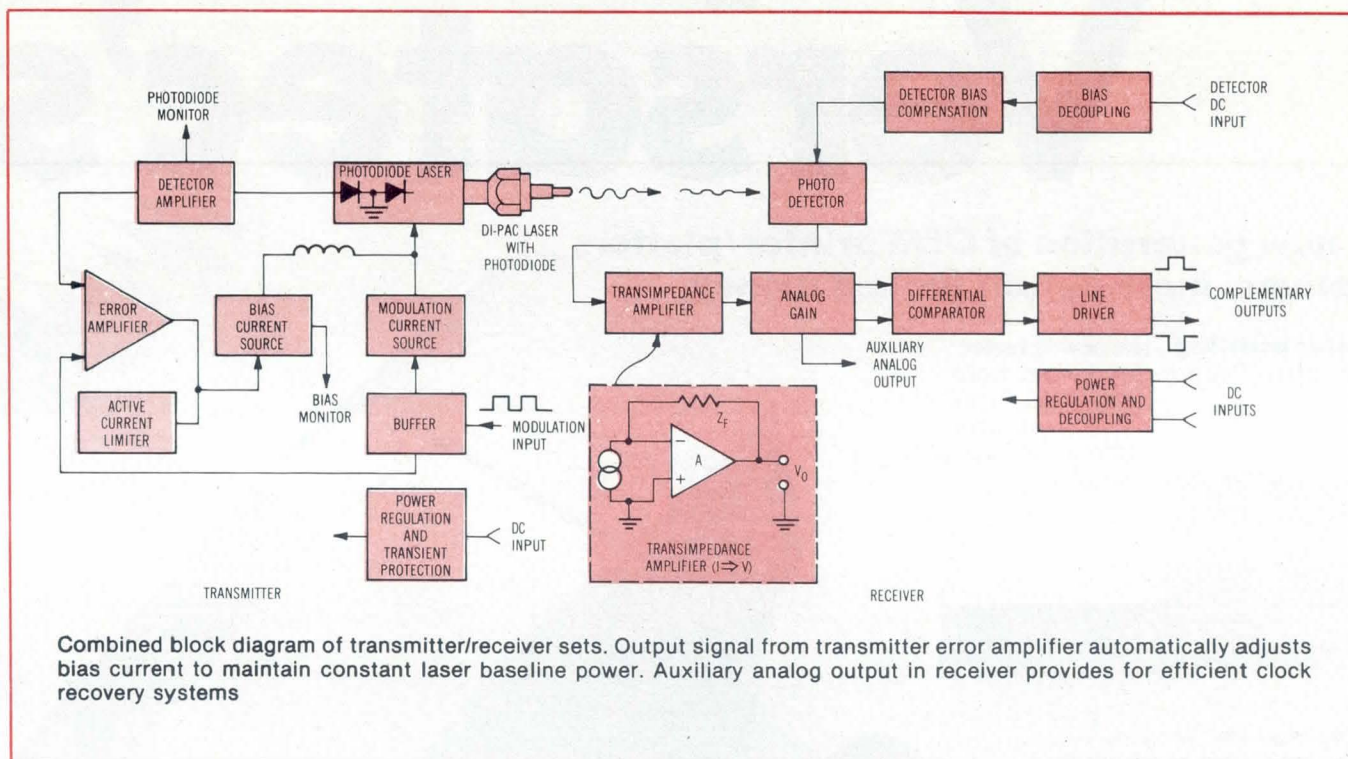 PHOTODIODE
MONITOR
DETECTOR
AMPLIFIER
PHOTODIODE LASER
DI-PAC LASER
WITH
PHOTODIODE
ERROR
AMPLIFIER
BIAS
CURRENT
SOURCE
MODULATION
CURRENT
SOURCE
ACTIVE
CURRENT
LIMITER
BIAS
MONITOR
BUFFER
MODULATION
INPUT
POWER
REGULATION
AND
TRANSIENT
PROTECTION
DC
INPUT
TRANSMITTER
DETECTOR BIAS
COMPENSATION
BIAS
DECOUPLING
DETECTOR
DC
INPUT
PHOTO
DETECTOR
TRANSIMPEDANCE
AMPLIFIER
ANALOG
GAIN
DIFFERENTIAL
COMPARATOR
LINE
DRIVER
COMPLEMENTARY
OUTPUTS
AUXILIARY
ANALOG
OUTPUT
POWER
REGULATION AND
DECOUPLING
DC
INPUTS
ZF
−
A
+
VO
TRANSIMPEDANCE
AMPLIFIER (I ⇒ V)
RECEIVER
Combined block diagram of transmitter/receiver sets. Output signal from transmitter error amplifier automatically adjusts
bias current to maintain constant laser baseline power. Auxiliary analog output in receiver provides for efficient clock
recovery systems